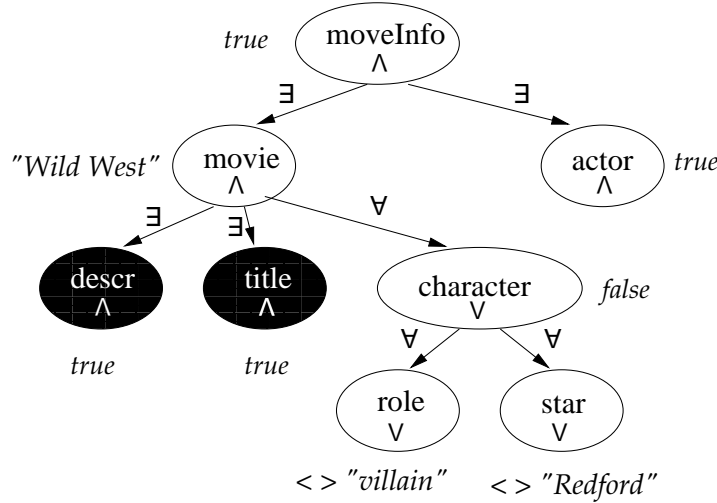 true moveInfo
Λ
∃ ∃
"Wild West" movie actor true
Λ Λ
∃ ∃ ∀
descr title character false
Λ Λ V
true true ∀ ∀
role star
V V
< > "villain" < > "Redford"